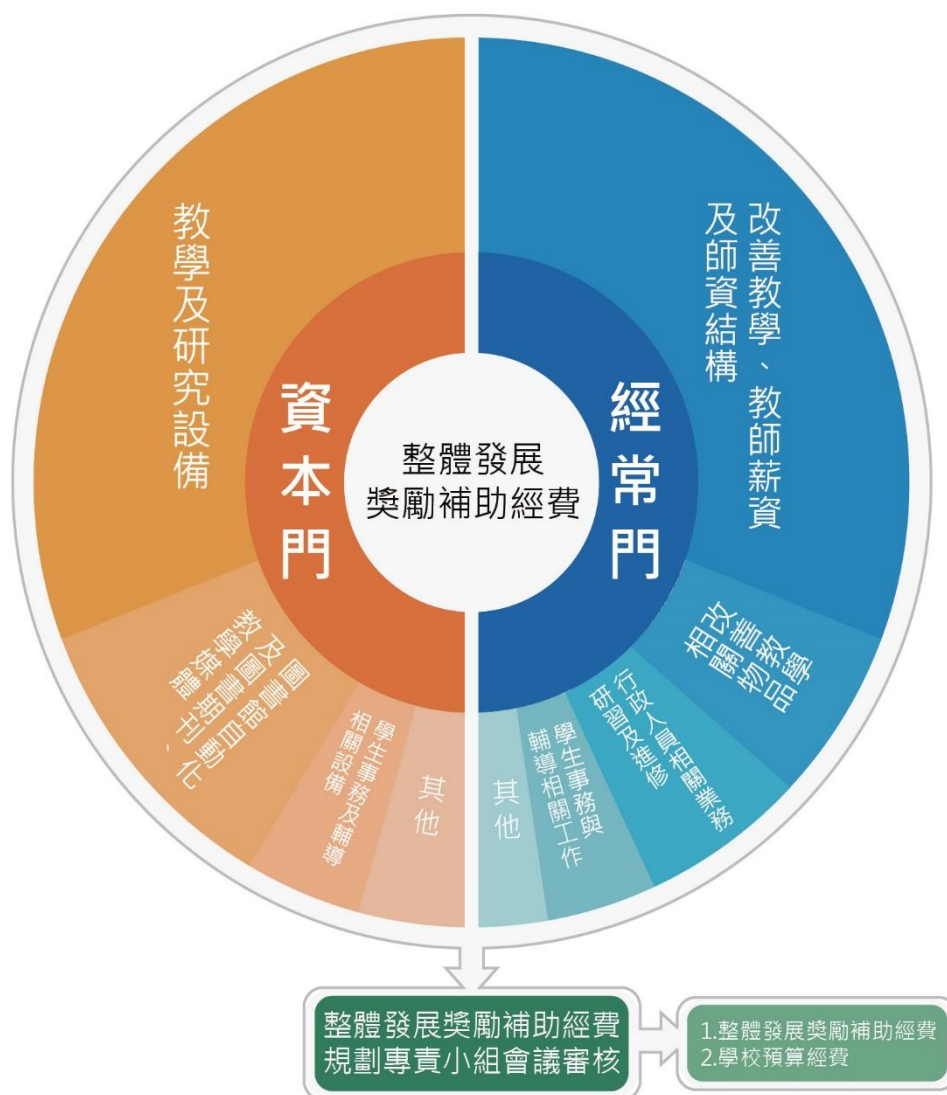 整體發展
獎勵補助經費
資本門
教學及研究設備
圖書館自動化
及圖書期刊、
教學媒體
學生事務及輔導
相關設備
其他
經常門
改善教學、教師薪資
及師資結構
改善教學
相關物品
行政人員相關業務
研習及進修
學生事務與
輔導相關工作
其他
整體發展獎勵補助經費
規劃專責小組會議審核
1.整體發展獎勵補助經費
2.學校預算經費